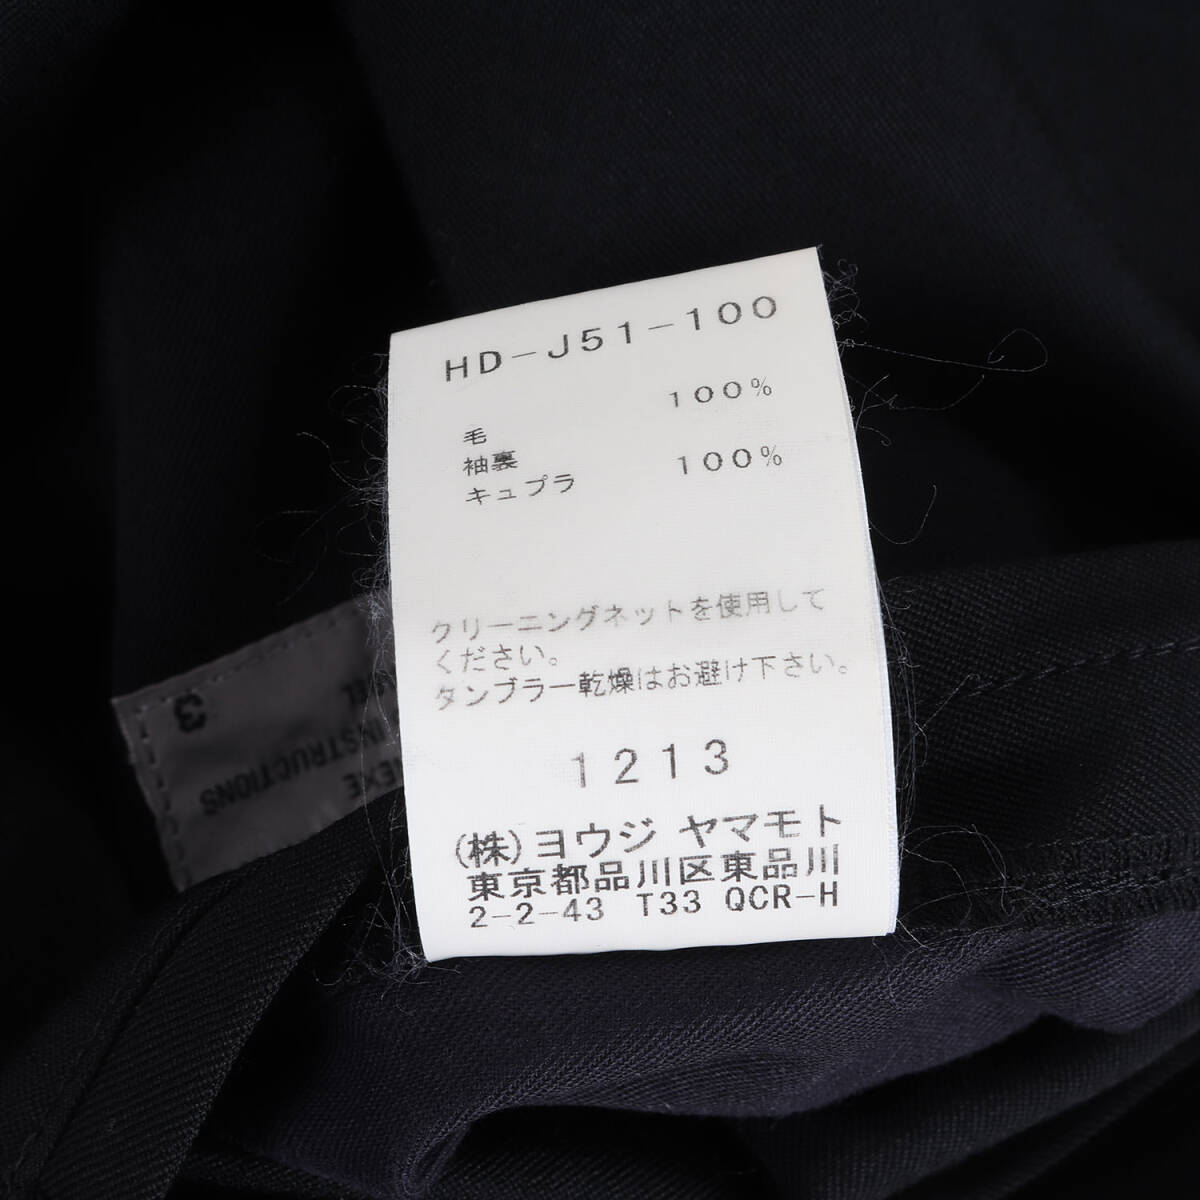 HD-J51-100
100%
毛
袖裏
キュプラ 100%
クリーニングネットを使用して
ください。
タンブラー乾燥はお避け下さい。
1213
(株)ヨウジ ヤマモト
東京都品川区東品川
2-2-43 T33 QCR-H
3
INSTRUCTIONS